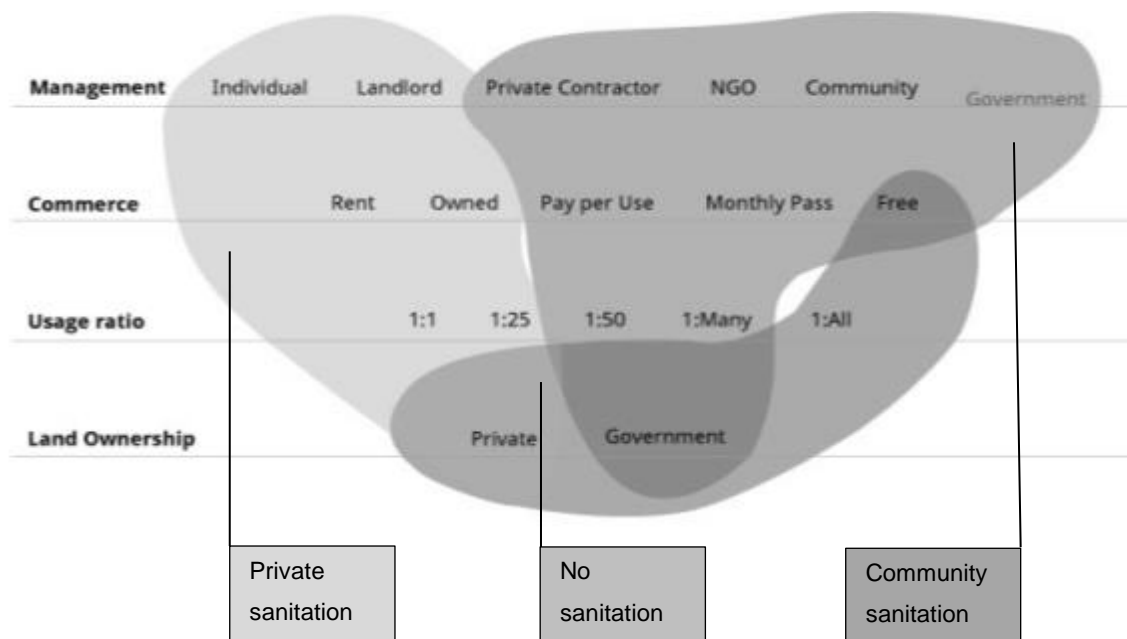 Management Individual Landlord Private Contractor NGO Community Government
Commerce Rent Owned Pay per Use Monthly Pass Free
Usage ratio 1:1 1:25 1:50 1:Many 1:All
Land Ownership Private Government
Private
sanitation
No
sanitation
Community
sanitation